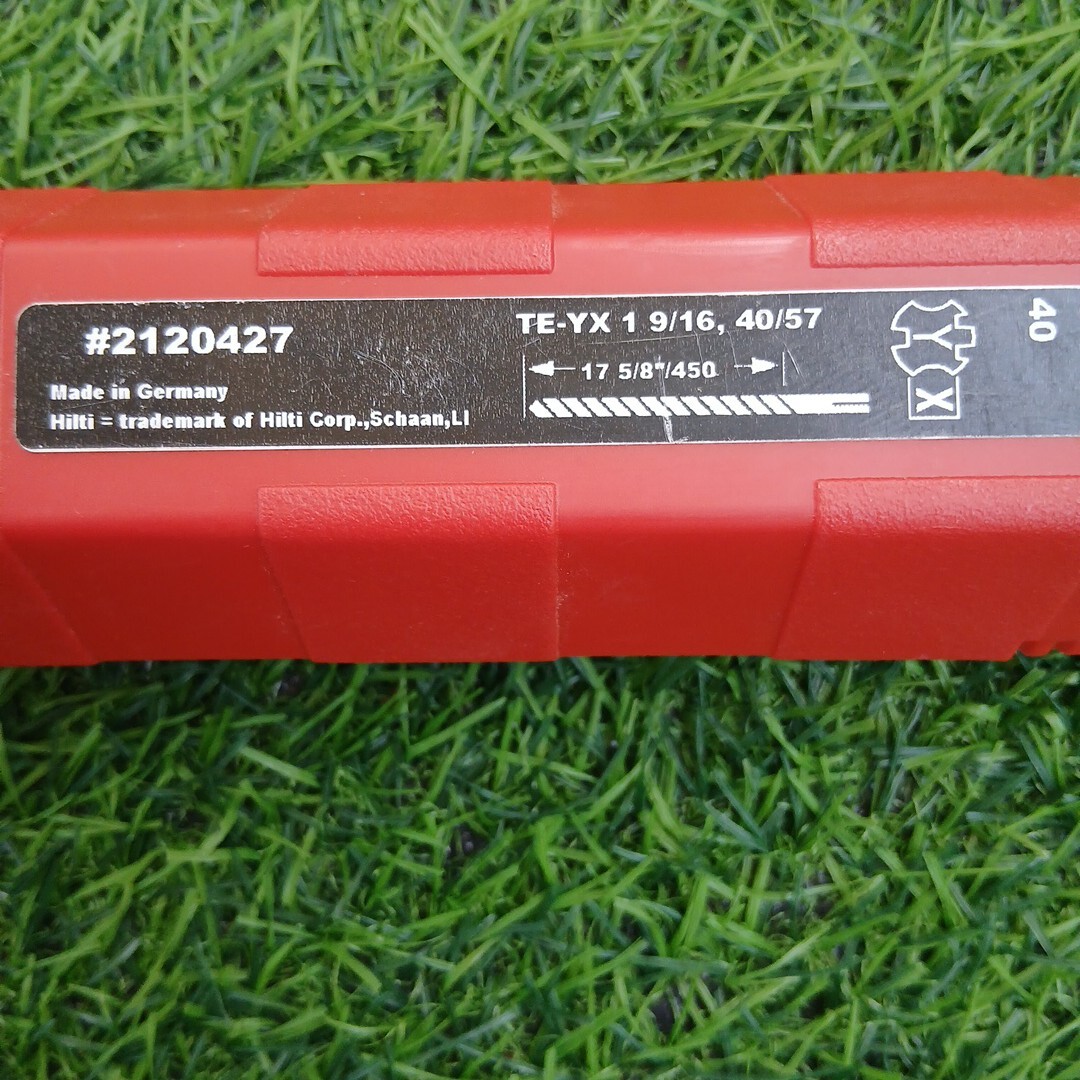 #2120427
Made in Germany
Hilti = trademark of Hilti Corp.,Schaan,LI
TE-YX 1 9/16, 40/57
17 5/8"/450
Y
X
40